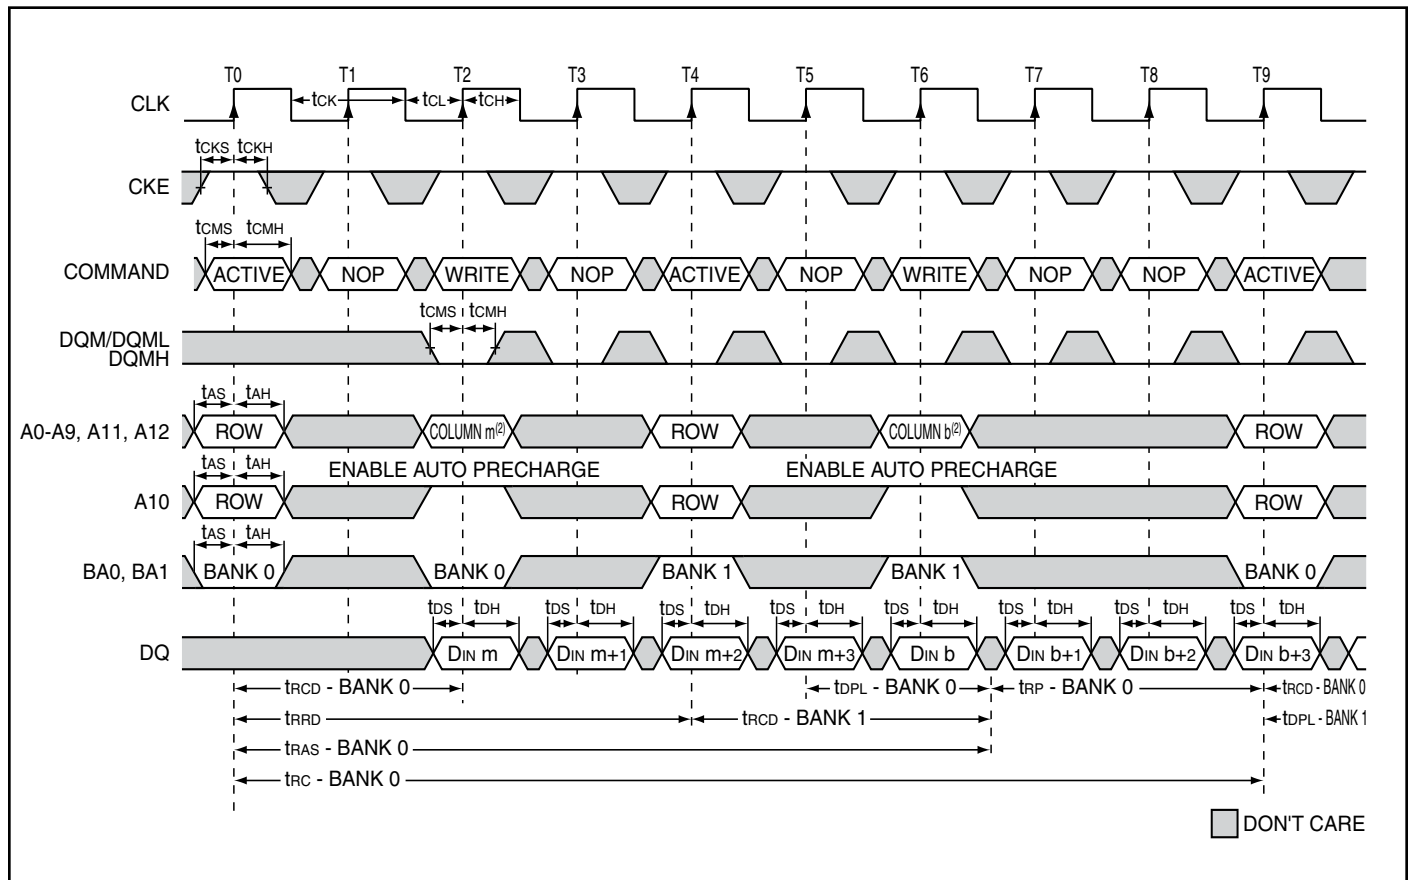 T0 T1 T2 T3 T4 T5 T6 T7 T8 T9
CLK tCK tCL tCH
tCKS tCKH
CKE
tCMS tCMH
COMMAND ACTIVE NOP WRITE NOP ACTIVE NOP WRITE NOP NOP ACTIVE
tCMS tCMH
DQM/DQML
DQMH
tAS tAH
A0-A9, A11, A12 ROW COLUMN m(2) ROW COLUMN b(2) ROW
tAS tAH ENABLE AUTO PRECHARGE ENABLE AUTO PRECHARGE
A10 ROW ROW ROW
tAS tAH
BA0, BA1 BANK 0 BANK 0 BANK 1 BANK 1 BANK 0
tDS tDH tDS tDH tDS tDH tDS tDH tDS tDH tDS tDH tDS tDH tDS tDH
DQ DIN m DIN m+1 DIN m+2 DIN m+3 DIN b DIN b+1 DIN b+2 DIN b+3
tRCD - BANK 0 tDPL - BANK 0 tRP - BANK 0 tRCD - BANK 0
tRRD tRCD - BANK 1 tDPL - BANK 1
tRAS - BANK 0
tRC - BANK 0
DON'T CARE